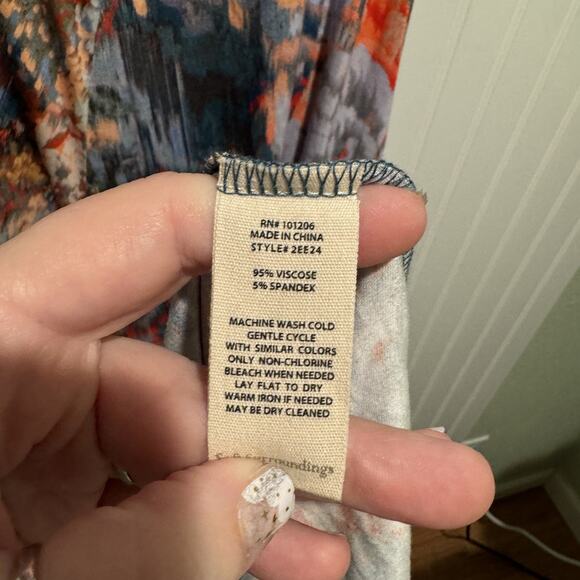 RN# 101206
MADE IN CHINA
STYLE# 2EE24
95% VISCOSE
5% SPANDEX
MACHINE WASH COLD
GENTLE CYCLE
WITH SIMILAR COLORS
ONLY NON-CHLORINE
BLEACH WHEN NEEDED
LAY FLAT TO DRY
WARM IRON IF NEEDED
MAY BE DRY CLEANED
Surroundings